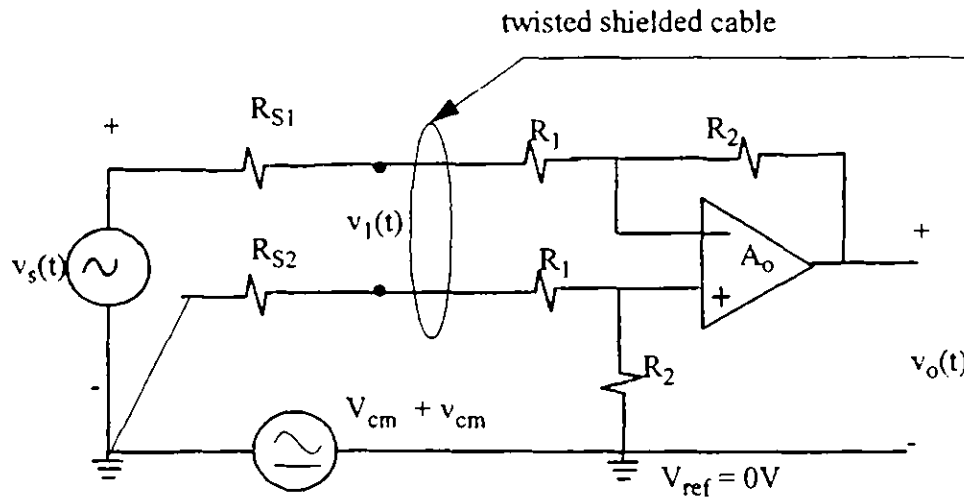 twisted shielded cable
+
R_S1
R_1
R_2
v_1(t)
v_s(t)
R_S2
R_1
−
A_o
+
+
R_2
v_o(t)
-
V_cm + v_cm
-
V_ref = 0V